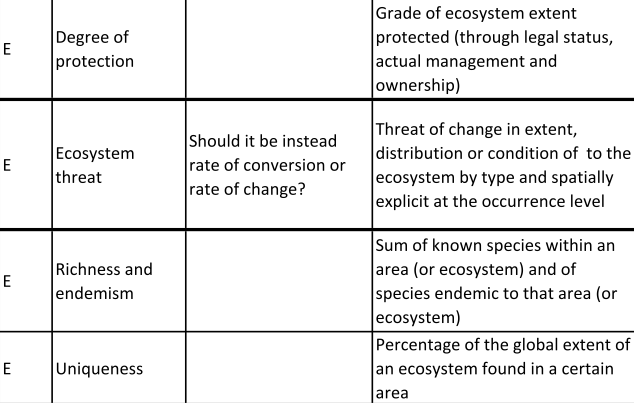 E
Degree of
protection
Grade of ecosystem extent
protected (through legal status,
actual management and
ownership)
E
Ecosystem
threat
Should it be instead
rate of conversion or
rate of change?
Threat of change in extent,
distribution or condition of  to the
ecosystem by type and spatially
explicit at the occurrence level
E
Richness and
endemism
Sum of known species within an
area (or ecosystem) and of
species endemic to that area (or
ecosystem)
E
Uniqueness
Percentage of the global extent of
an ecosystem found in a certain
area